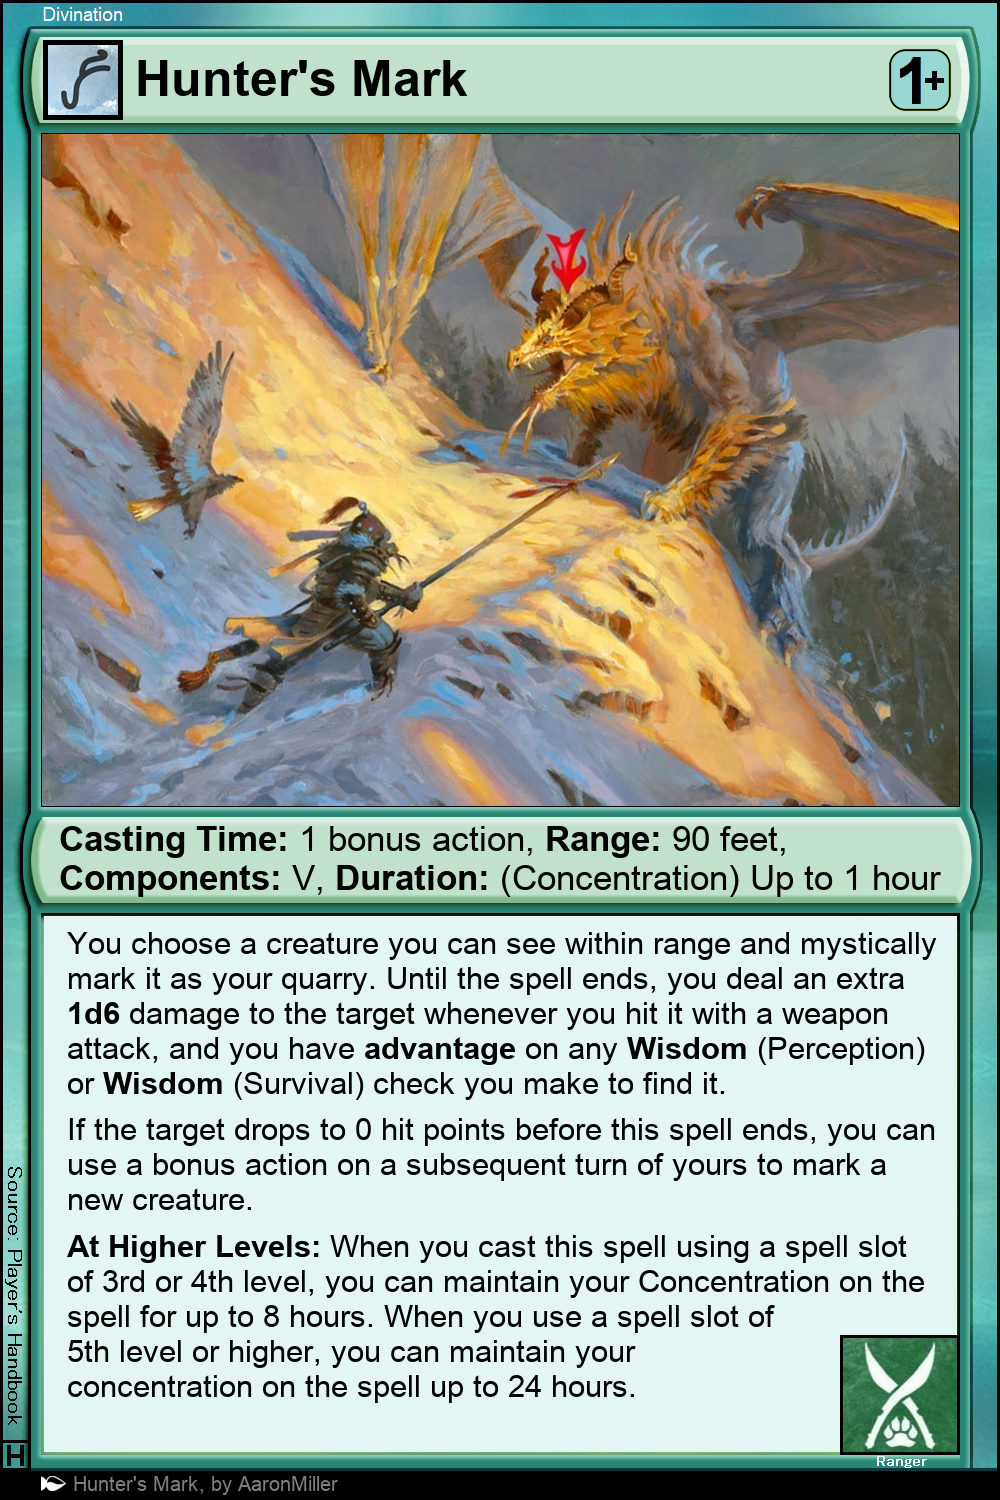 Divination
Hunter's Mark
1+
Casting Time: 1 bonus action, Range: 90 feet,
Components: V, Duration: (Concentration) Up to 1 hour
You choose a creature you can see within range and mystically
mark it as your quarry. Until the spell ends, you deal an extra
1d6 damage to the target whenever you hit it with a weapon
attack, and you have advantage on any Wisdom (Perception)
or Wisdom (Survival) check you make to find it.
If the target drops to 0 hit points before this spell ends, you can
use a bonus action on a subsequent turn of yours to mark a
new creature.
At Higher Levels: When you cast this spell using a spell slot
of 3rd or 4th level, you can maintain your Concentration on the
spell for up to 8 hours. When you use a spell slot of
5th level or higher, you can maintain your
concentration on the spell up to 24 hours.
Source: Player's Handbook
H
Ranger
Hunter's Mark, by AaronMiller